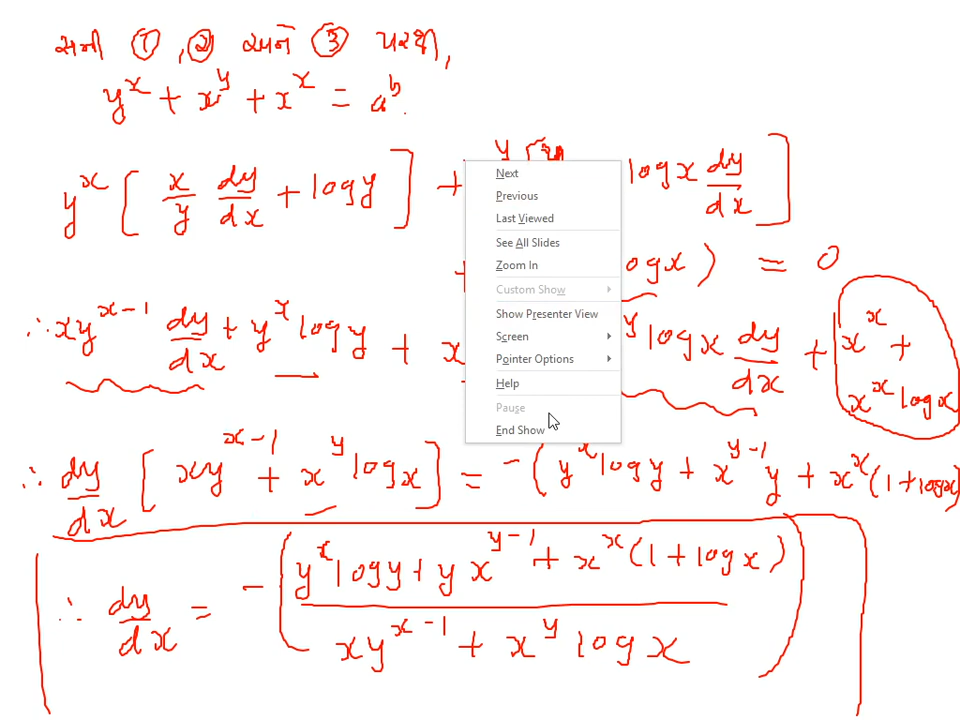 અને ①, ② અને ③ પરથી,
y^x + x^y + x^x = a^b.
y^x [ x/y dy/dx + log y ] + log x dy/dx ]
log x ) = 0
∴ xy^(x-1) dy/dx + y^x log y + x y log x dy/dx + x^x + x^x log x
∴ dy/dx [ xy^(x-1) + x^y log x ] = - ( y^x log y + x^(y-1) y + x^x (1 + log x)
∴ dy/dx = - ( y^x log y + y x^(y-1) + x^x (1 + log x) / xy^(x-1) + x^y log x )
Next
Previous
Last Viewed
See All Slides
Zoom In
Custom Show
Show Presenter View
Screen
Pointer Options
Help
Pause
End Show